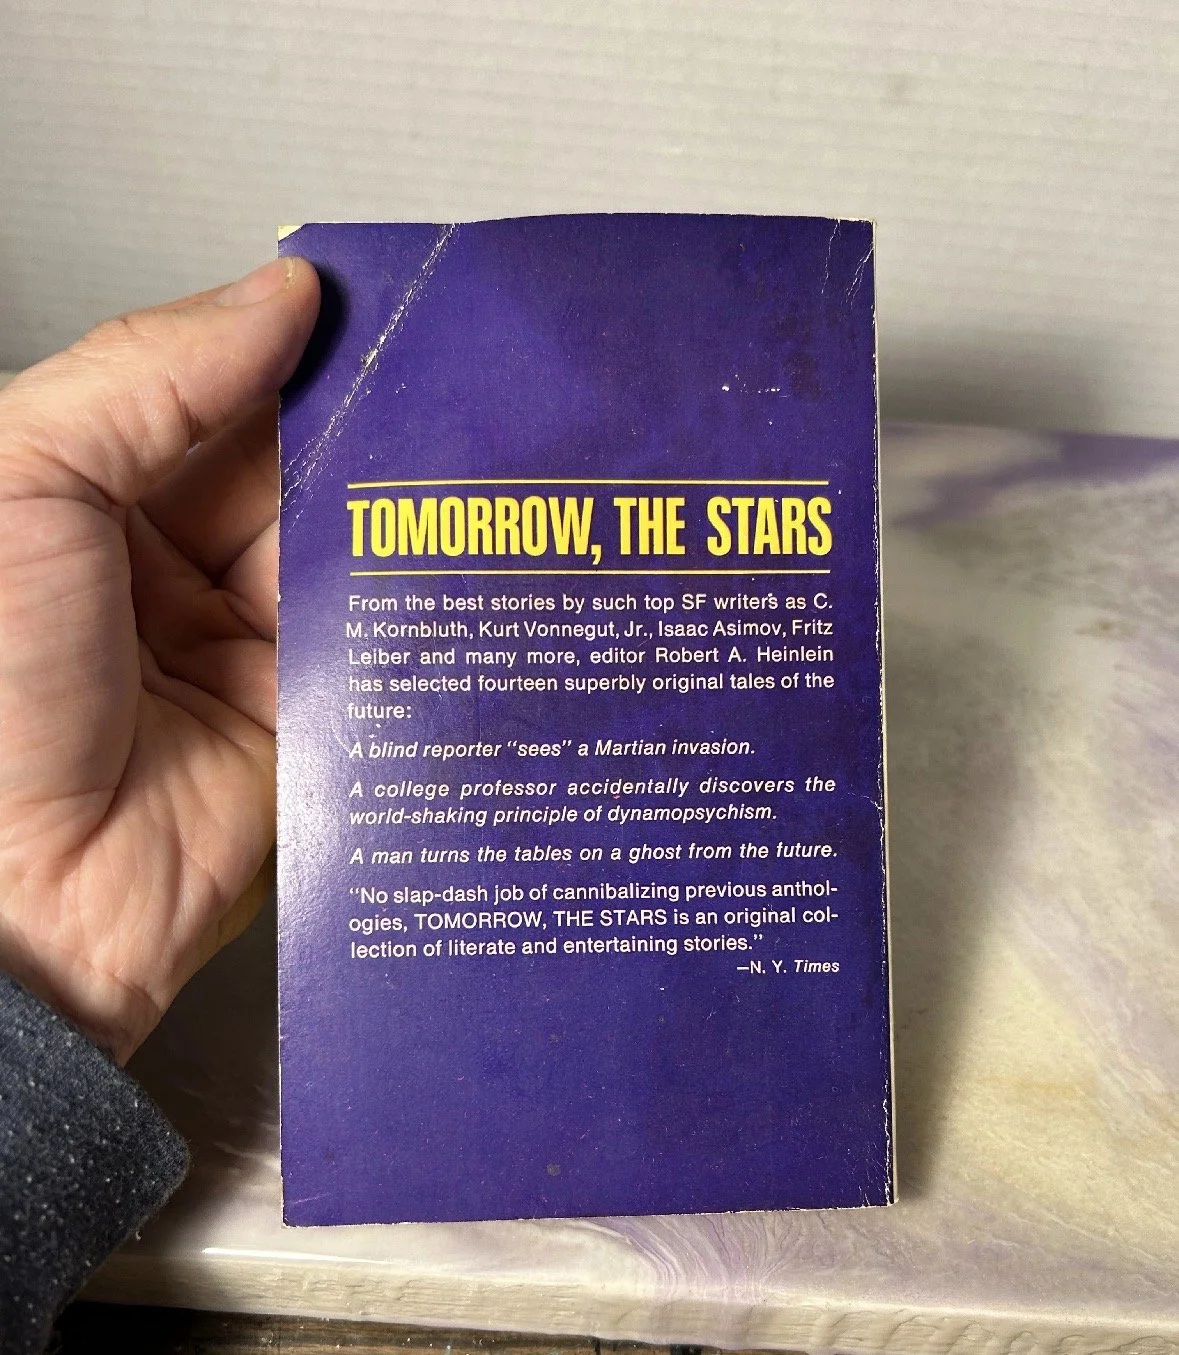 TOMORROW, THE STARS
From the best stories by such top SF writers as C.
M. Kornbluth, Kurt Vonnegut, Jr., Isaac Asimov, Fritz
Leiber and many more, editor Robert A. Heinlein
has selected fourteen superbly original tales of the
future:
A blind reporter “sees” a Martian invasion.
A college professor accidentally discovers the
world-shaking principle of dynamopsychism.
A man turns the tables on a ghost from the future.
“No slap-dash job of cannibalizing previous anthol-
ogies, TOMORROW, THE STARS is an original col-
lection of literate and entertaining stories.”
—N. Y. Times